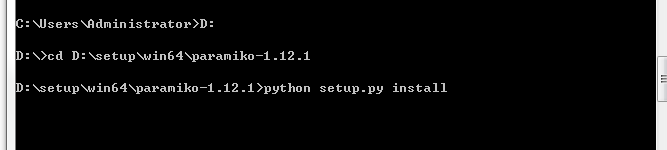 C:\Users\Administrator>D:
D:\>cd D:\setup\win64\paramiko-1.12.1
D:\setup\win64\paramiko-1.12.1>python setup.py install